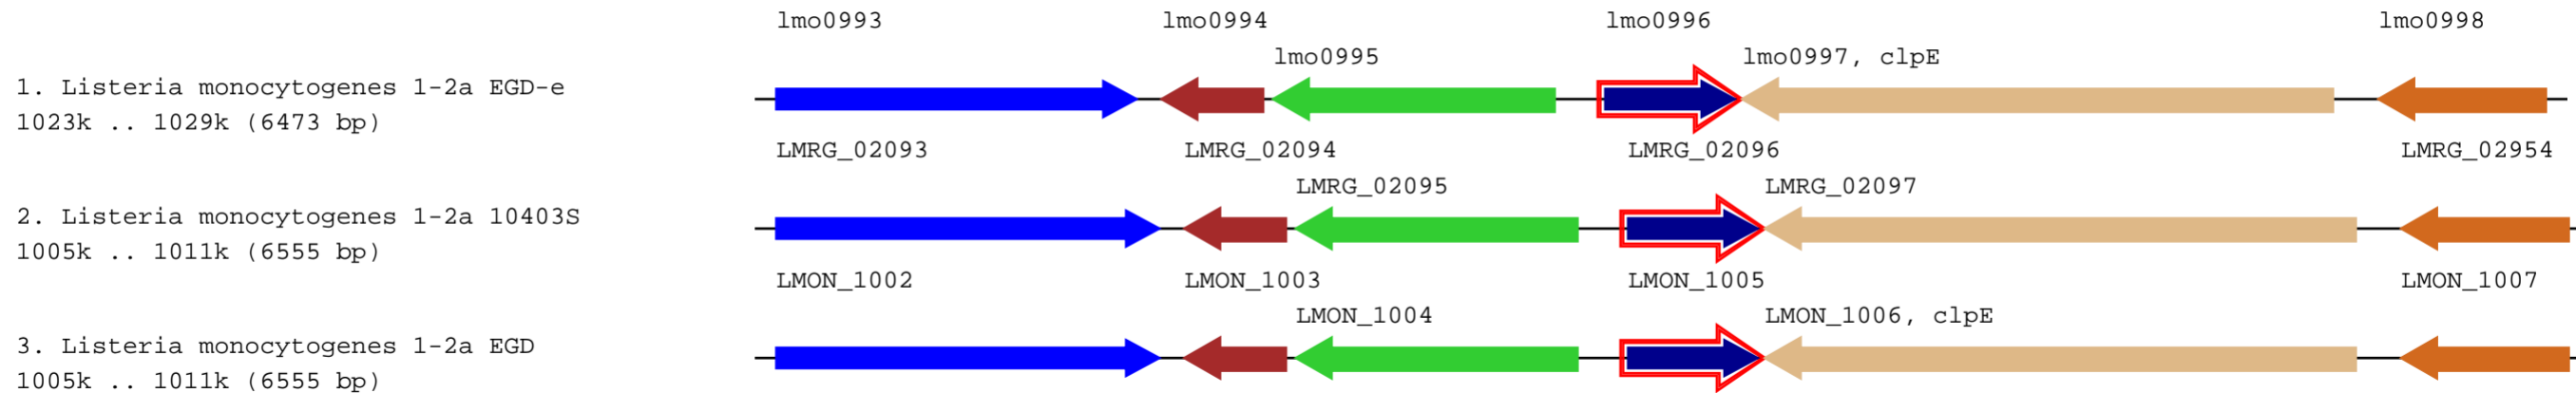 lmo0993 lmo0994 lmo0996 lmo0998
lmo0995 lmo0997, clpE
1. Listeria monocytogenes 1-2a EGD-e
1023k .. 1029k (6473 bp)
LMRG_02093 LMRG_02094 LMRG_02096 LMRG_02954
LMRG_02095 LMRG_02097
2. Listeria monocytogenes 1-2a 10403S
1005k .. 1011k (6555 bp)
LMON_1002 LMON_1003 LMON_1005 LMON_1007
LMON_1004 LMON_1006, clpE
3. Listeria monocytogenes 1-2a EGD
1005k .. 1011k (6555 bp)